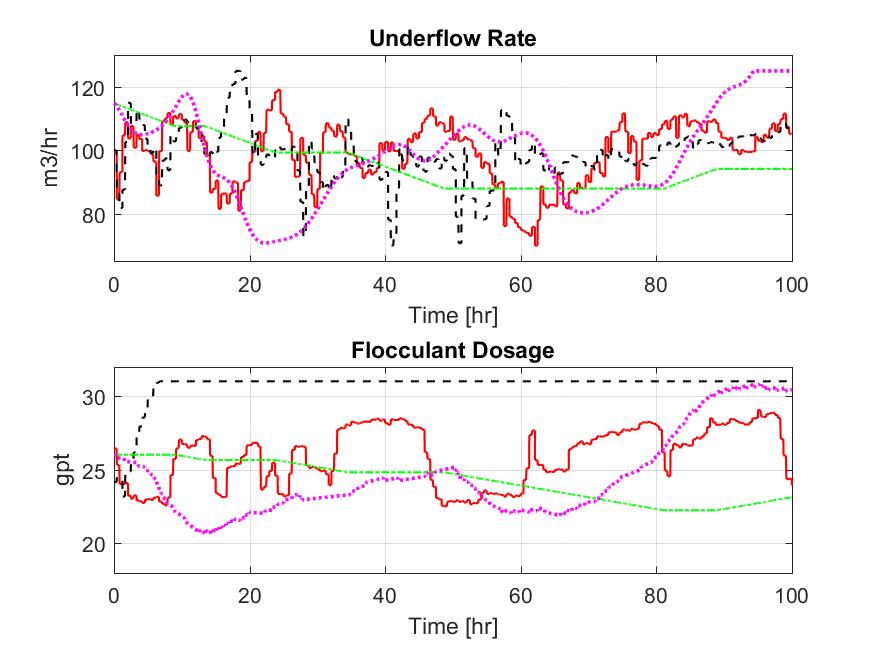 Underflow Rate
m3/hr
120
100
80
0 20 40 60 80 100
Time [hr]
Flocculant Dosage
gpt
30
25
20
0 20 40 60 80 100
Time [hr]